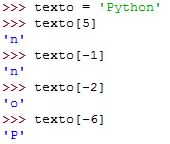 >>> texto = 'Python'
>>> texto[5]
'n'
>>> texto[-1]
'n'
>>> texto[-2]
'o'
>>> texto[-6]
'P'